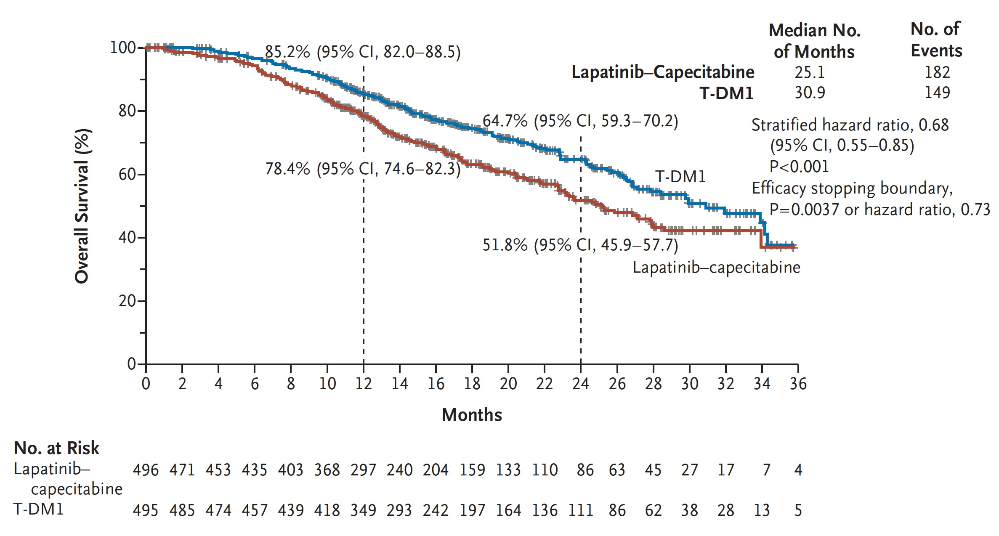 Median No.
of Months
No. of
Events
Lapatinib–Capecitabine 25.1 182
T-DM1 30.9 149
Stratified hazard ratio, 0.68
(95% CI, 0.55–0.85)
P<0.001
Efficacy stopping boundary,
P=0.0037 or hazard ratio, 0.73
85.2% (95% CI, 82.0–88.5)
64.7% (95% CI, 59.3–70.2)
78.4% (95% CI, 74.6–82.3)
T-DM1
51.8% (95% CI, 45.9–57.7)
Lapatinib–capecitabine
Overall Survival (%)
100
80
60
40
20
0
0 2 4 6 8 10 12 14 16 18 20 22 24 26 28 30 32 34 36
Months
No. at Risk
Lapatinib–
capecitabine
496 471 453 435 403 368 297 240 204 159 133 110 86 63 45 27 17 7 4
T-DM1 495 485 474 457 439 418 349 293 242 197 164 136 111 86 62 38 28 13 5